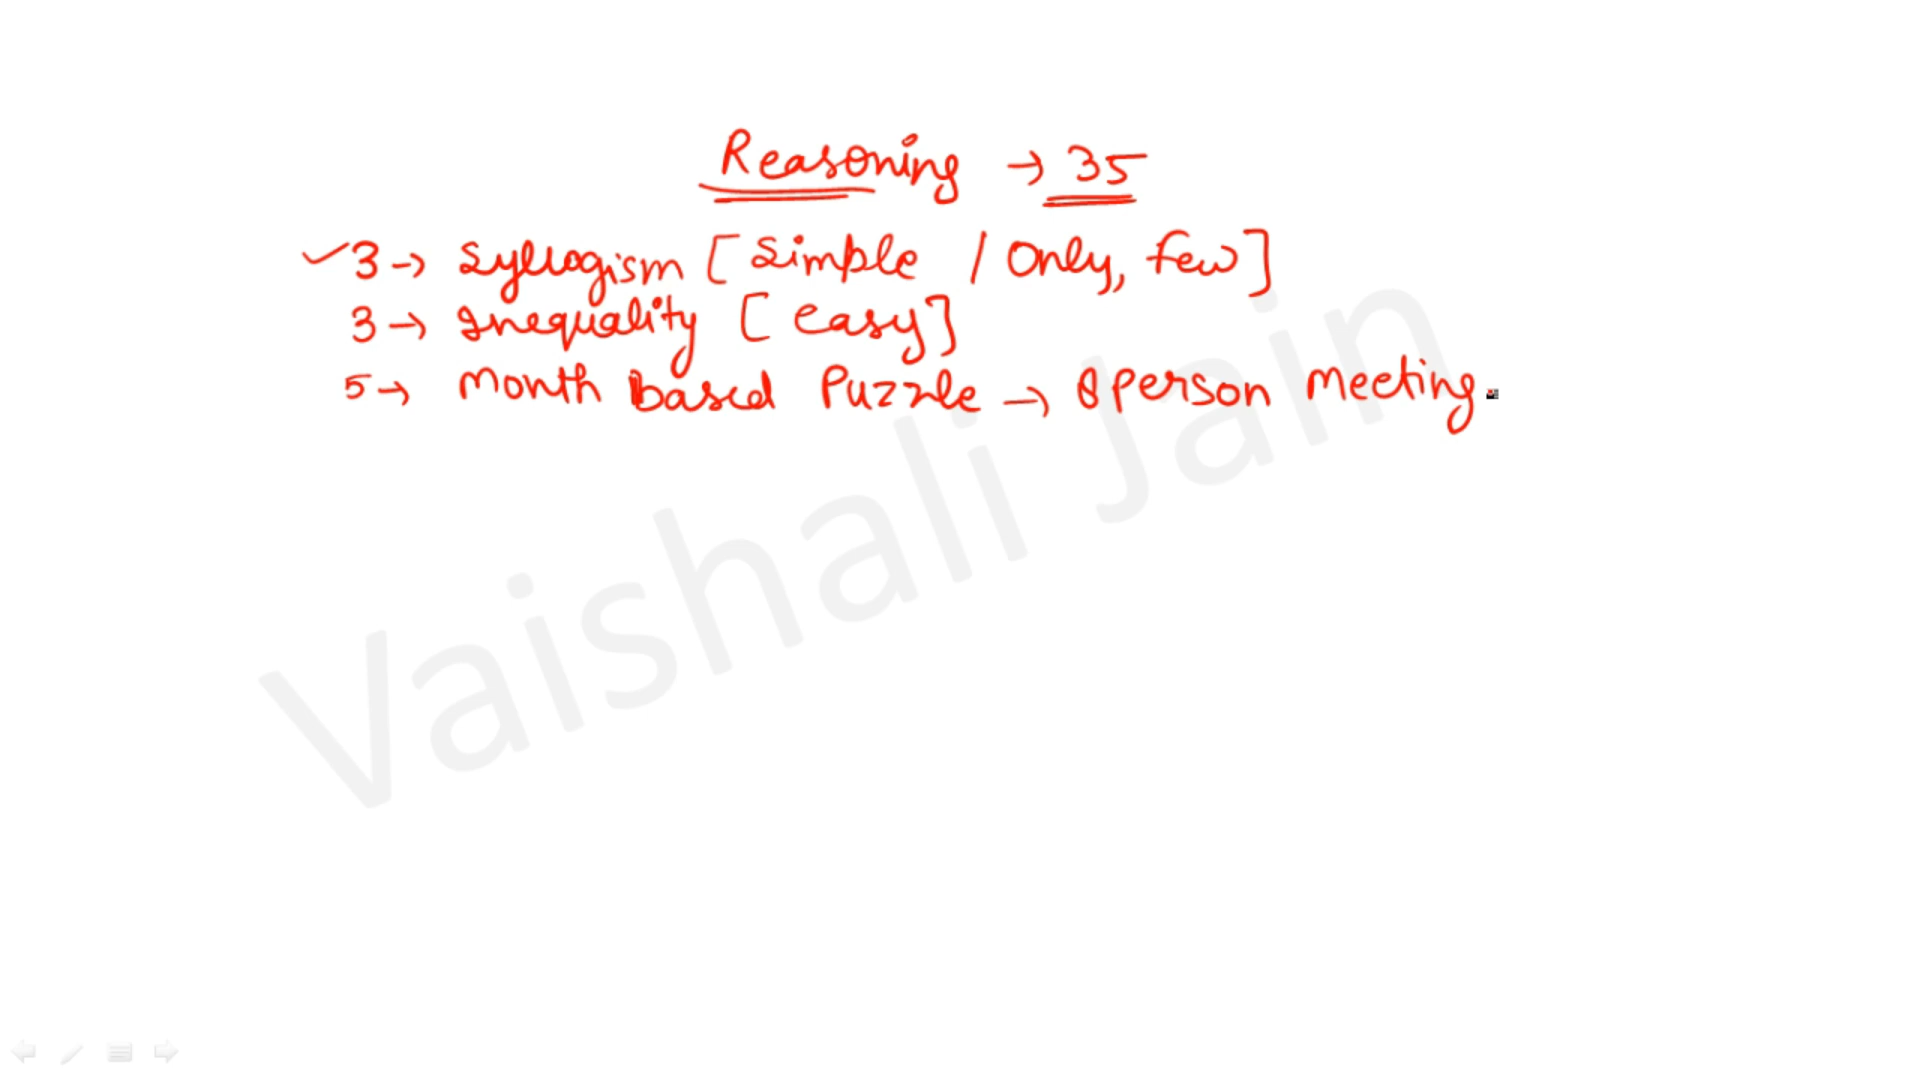 Reasoning → 35
✓3 → Syllogism [Simple / Only, few]
3 → Inequality [easy]
5 → Month based Puzzle → 8 person Meeting.
Vaishali Jain